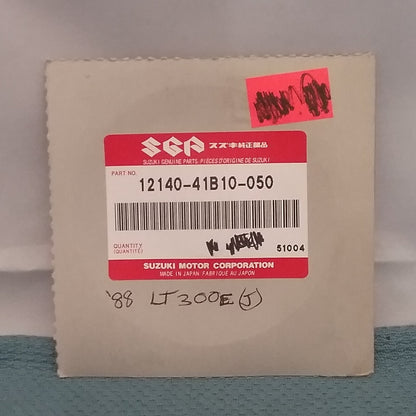 SGP スズキ純正部品
SUZUKI GENUINE PARTS / PIÈCES D'ORIGINE DE SUZUKI
PART NO.
12140-41B10-050
QUANTITY
(QUANTITÉ)
51004
SUZUKI MOTOR CORPORATION
MADE IN JAPAN / FABRIQUÉ AU JAPON
'88 LT300E (J)